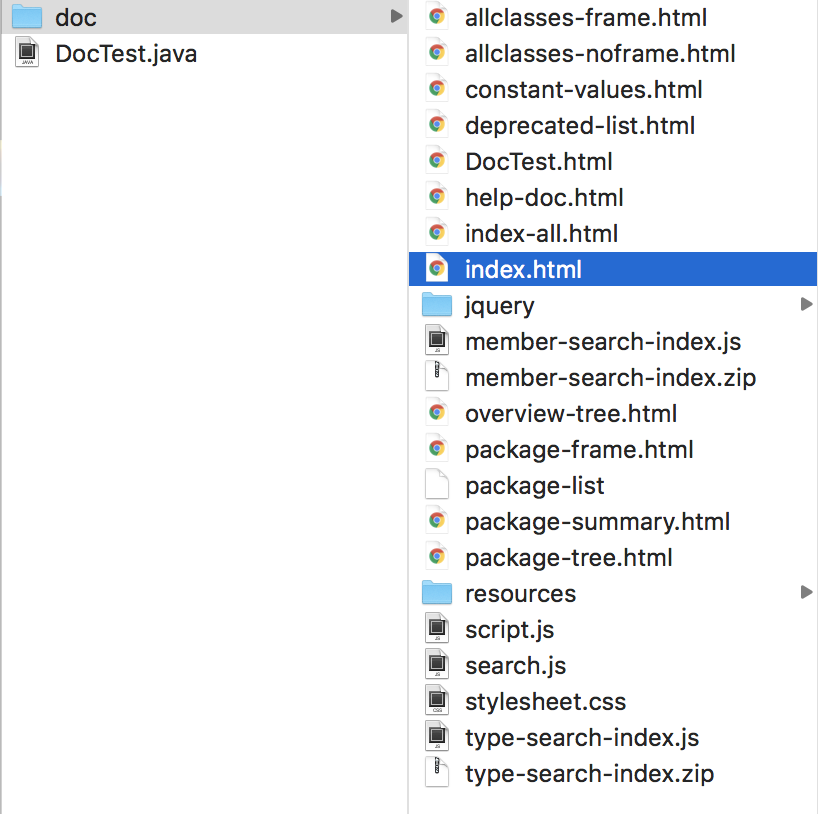 doc
DocTest.java
allclasses-frame.html
allclasses-noframe.html
constant-values.html
deprecated-list.html
DocTest.html
help-doc.html
index-all.html
index.html
jquery
member-search-index.js
member-search-index.zip
overview-tree.html
package-frame.html
package-list
package-summary.html
package-tree.html
resources
script.js
search.js
stylesheet.css
type-search-index.js
type-search-index.zip